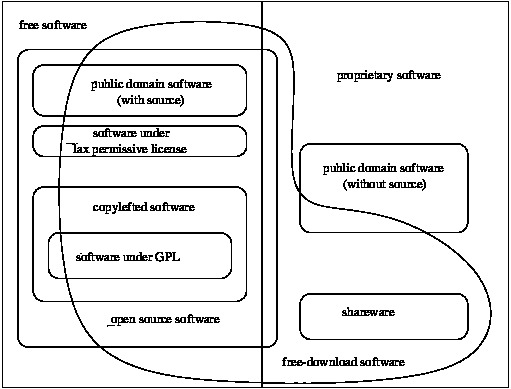 free software
public domain software
(with source)
software under
lax permissive license
copylefted software
software under GPL
open source software
proprietary software
public domain software
(without source)
shareware
free-download software